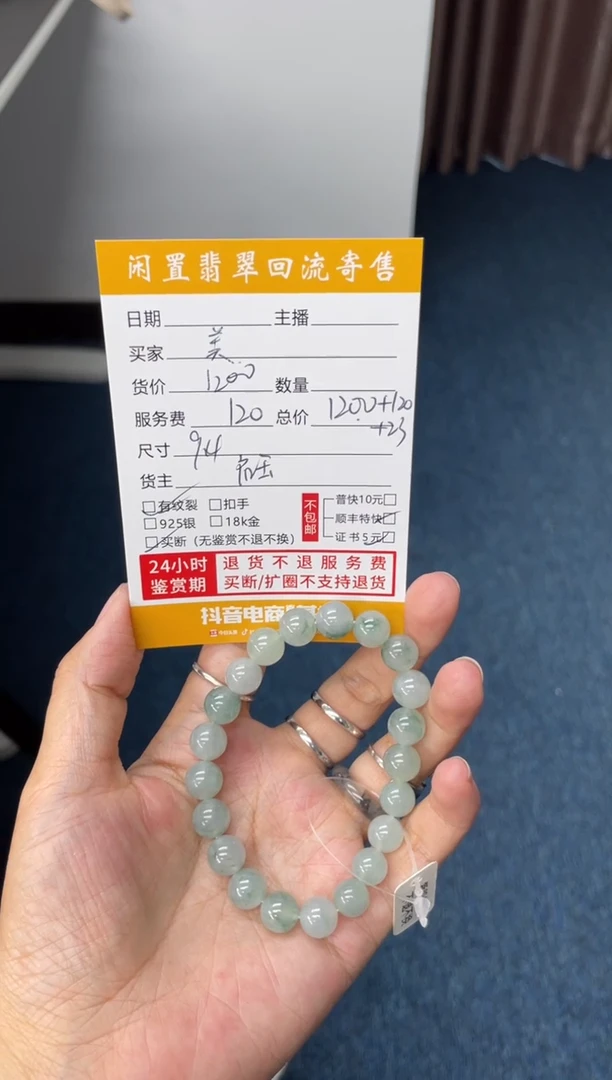 闲置翡翠回流寄售
日期 主播
买家 美
货价 1200 数量
服务费 120 总价 1200+120
+23
尺寸 9.4
货主
有纹裂 扣手
925银 18k金
买断（无鉴赏不退不换）
不包邮
普快10元
顺丰特快
证书5元
24小时 退货不退服务费
鉴赏期 买断/扩圈不支持退货
抖音电商